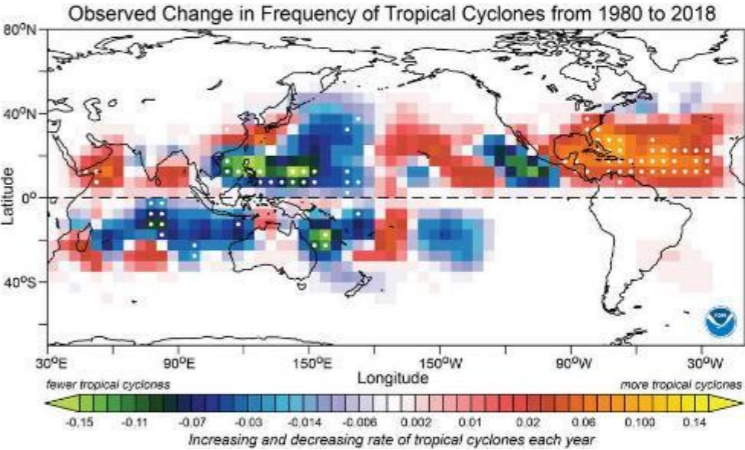 Observed Change in Frequency of Tropical Cyclones from 1980 to 2018
80°N
40°N
0°
40°S
Latitude
30°E 90°E 150°E 150°W 90°W 30°W
Longitude
fewer tropical cyclones more tropical cyclones
-0.15 -0.11 -0.07 -0.03 -0.014 -0.006 0.002 0.01 0.02 0.06 0.100 0.14
Increasing and decreasing rate of tropical cyclones each year